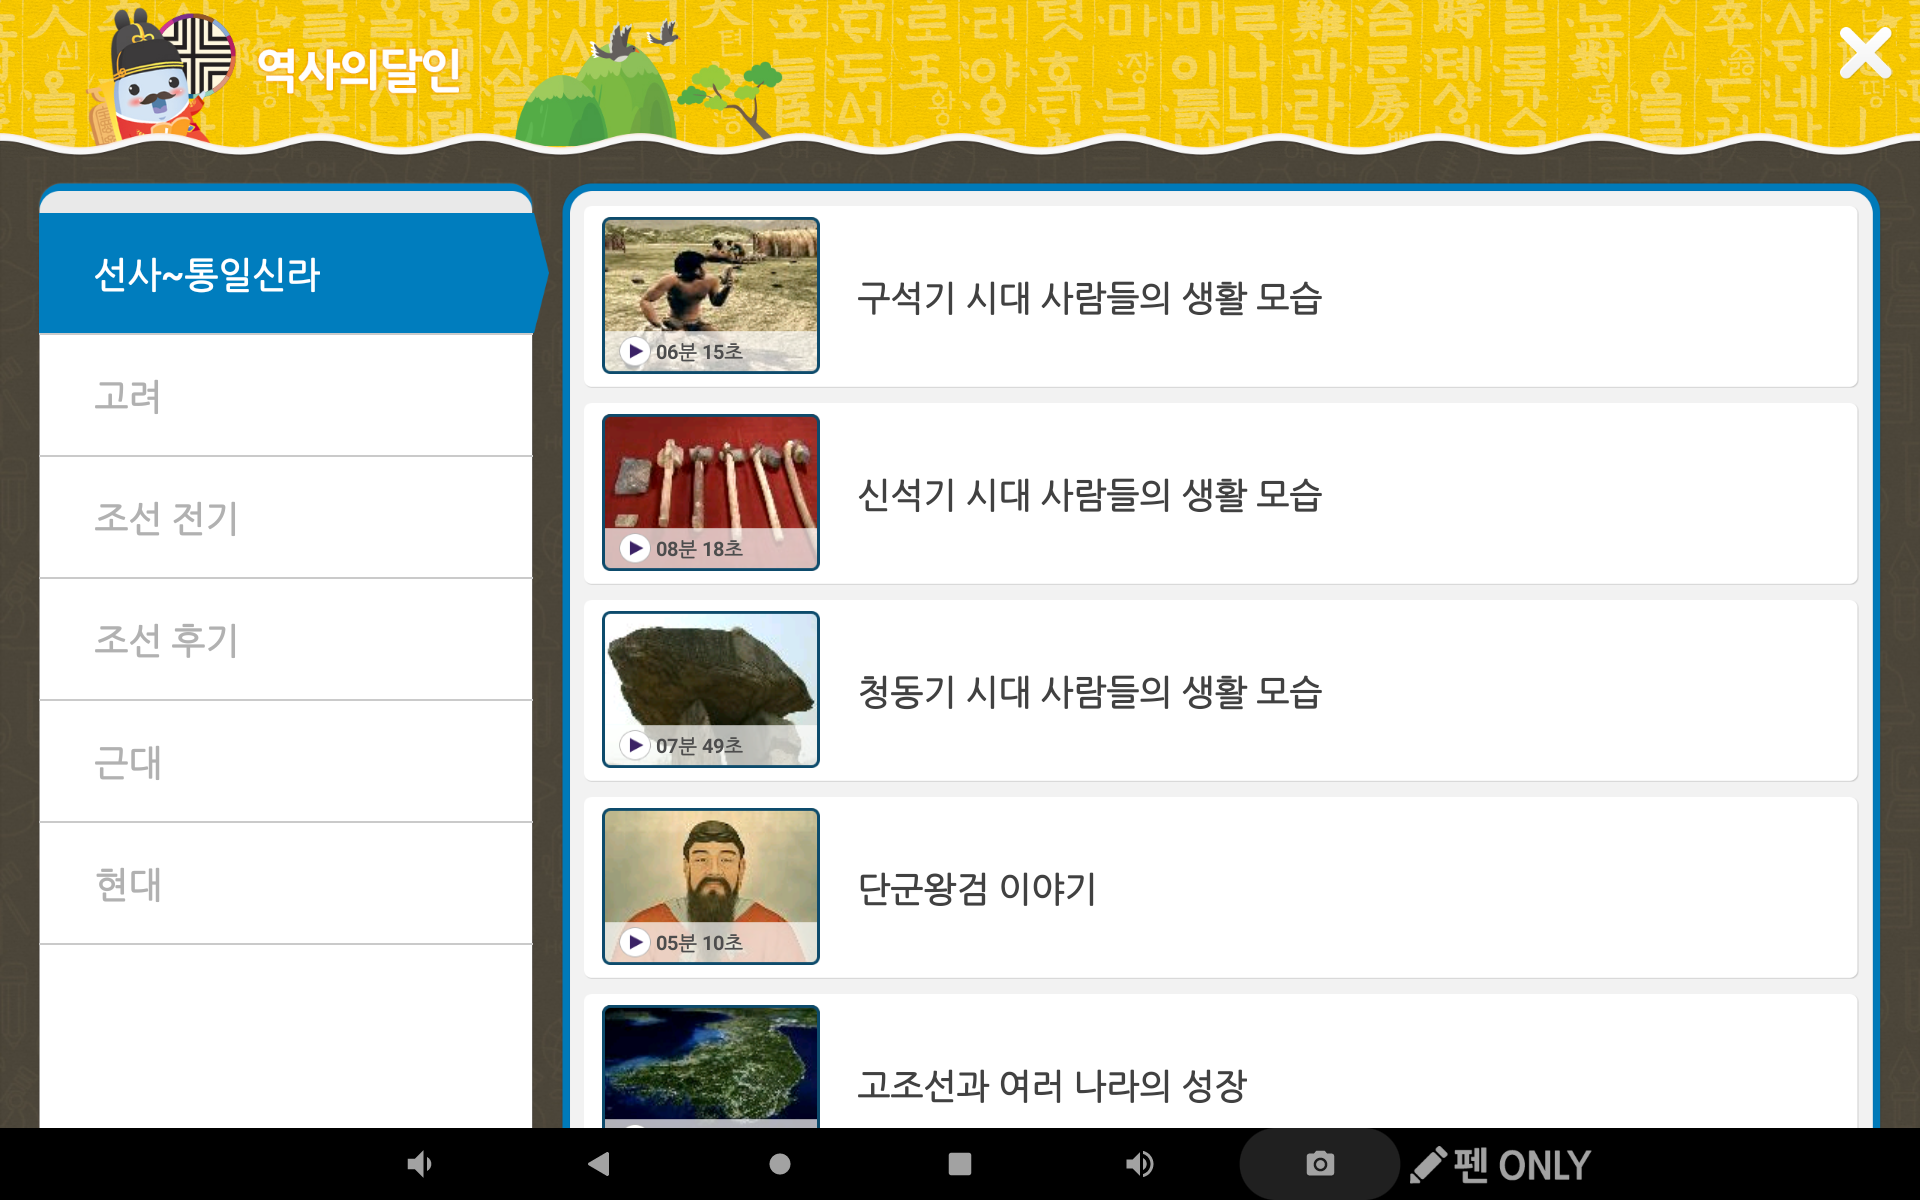 역사의달인
선사~통일신라
고려
조선 전기
조선 후기
근대
현대
구석기 시대 사람들의 생활 모습
06분 15초
신석기 시대 사람들의 생활 모습
08분 18초
청동기 시대 사람들의 생활 모습
07분 49초
단군왕검 이야기
05분 10초
고조선과 여러 나라의 성장
펜 ONLY